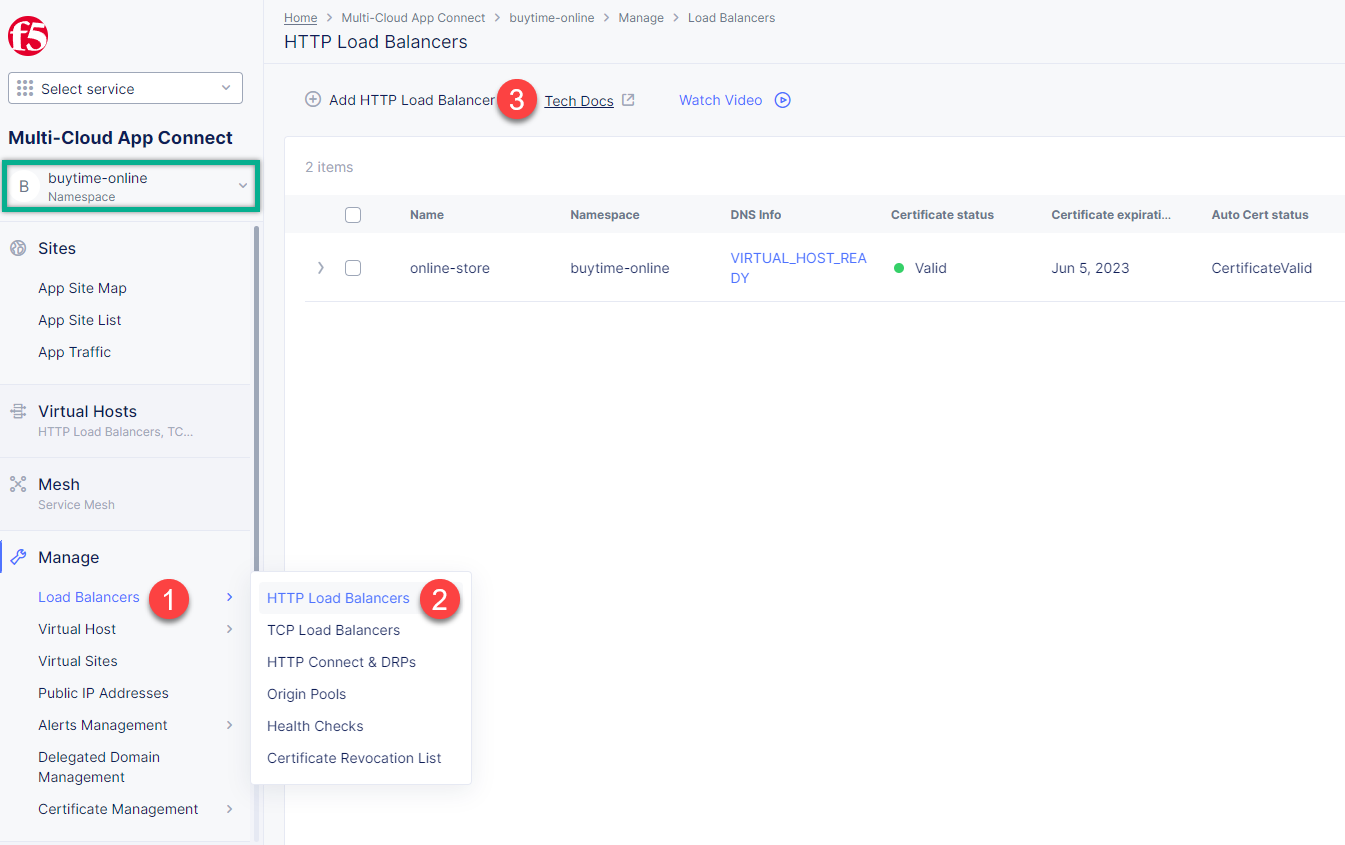 f5
Select service
Multi-Cloud App Connect
B
buytime-online
Namespace
Sites
App Site Map
App Site List
App Traffic
Virtual Hosts
HTTP Load Balancers, TC...
Mesh
Service Mesh
Manage
Load Balancers
1
Virtual Host
Virtual Sites
Public IP Addresses
Alerts Management
Delegated Domain
Management
Certificate Management
HTTP Load Balancers
2
TCP Load Balancers
HTTP Connect & DRPs
Origin Pools
Health Checks
Certificate Revocation List
Home > Multi-Cloud App Connect > buytime-online > Manage > Load Balancers
HTTP Load Balancers
Add HTTP Load Balancer 3 Tech Docs Watch Video
2 items
Name Namespace DNS Info Certificate status Certificate expirati... Auto Cert status
online-store buytime-online VIRTUAL_HOST_REA Valid Jun 5, 2023 CertificateValid
DY